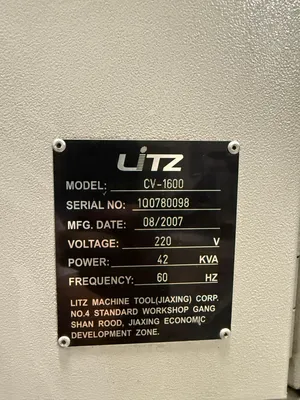 LiTZ
MODEL: CV-1600
SERIAL NO: 100780098
MFG. DATE: 08/2007
VOLTAGE: 220 V
POWER: 42 KVA
FREQUENCY: 60 HZ
LITZ MACHINE TOOL(JIAXING) CORP.
NO.4 STANDARD WORKSHOP GANG
SHAN ROOD, JIAXING ECONOMIC
DEVELOPMENT ZONE.